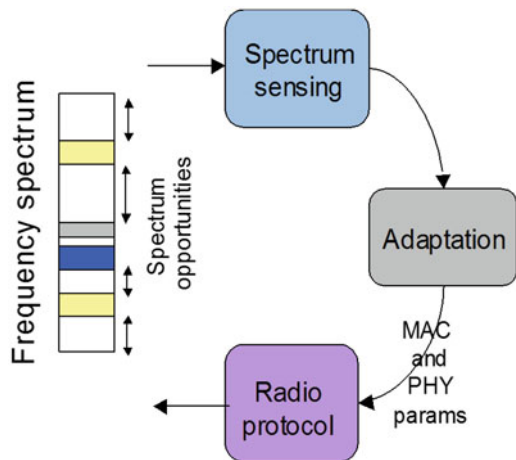 Frequency spectrum
Spectrum
opportunities
Spectrum
sensing
Adaptation
MAC
and
PHY
params
Radio
protocol